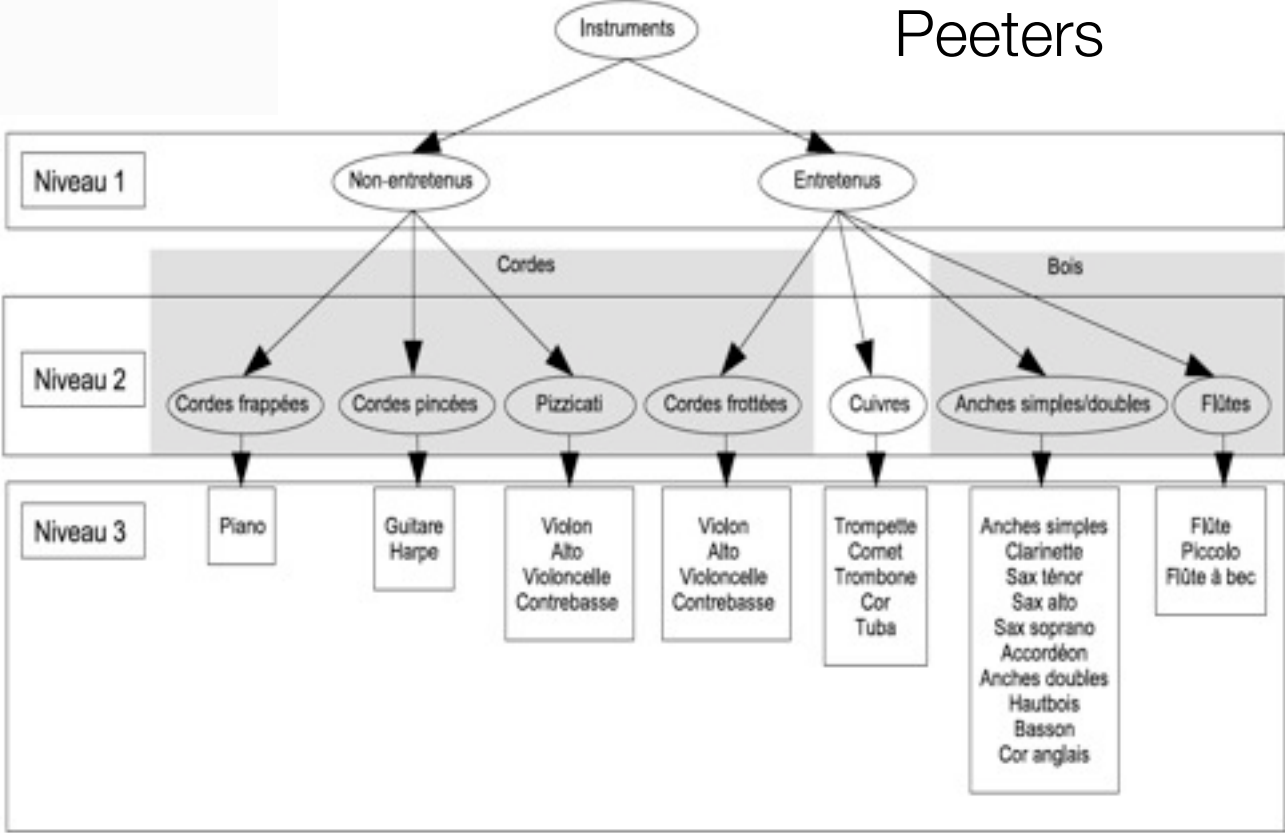 Peeters
Instruments
Niveau 1
Non-entretenus
Entretenus
Cordes
Bois
Niveau 2
Cordes frappées
Cordes pincées
Pizzicati
Cordes frottées
Cuivres
Anches simples/doubles
Flûtes
Niveau 3
Piano
Guitare
Harpe
Violon
Alto
Violoncelle
Contrebasse
Violon
Alto
Violoncelle
Contrebasse
Trompette
Cornet
Trombone
Cor
Tuba
Anches simples
Clarinette
Sax ténor
Sax alto
Sax soprano
Accordéon
Anches doubles
Hautbois
Basson
Cor anglais
Flûte
Piccolo
Flûte à bec